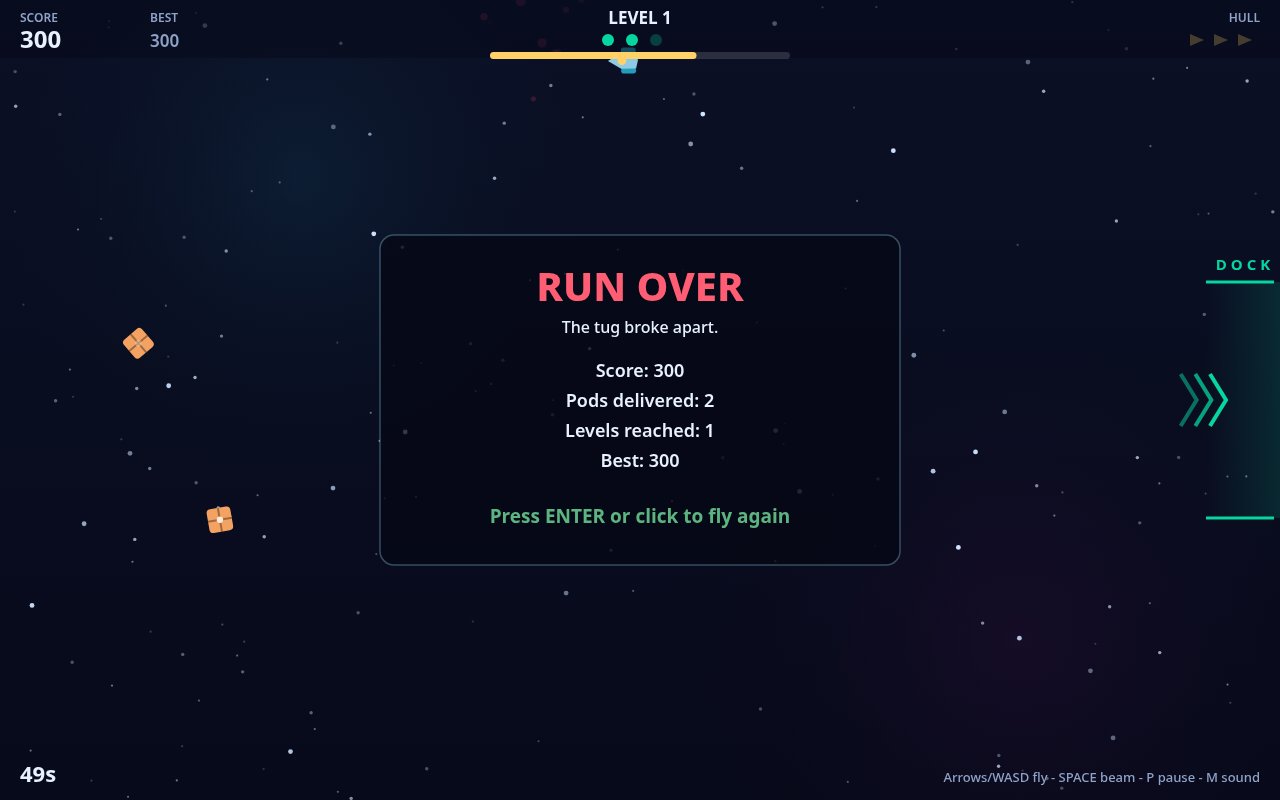 SCORE
300
BEST
300
LEVEL 1
HULL
DOCK
RUN OVER
The tug broke apart.
Score: 300
Pods delivered: 2
Levels reached: 1
Best: 300
Press ENTER or click to fly again
49s
Arrows/WASD fly - SPACE beam - P pause - M sound